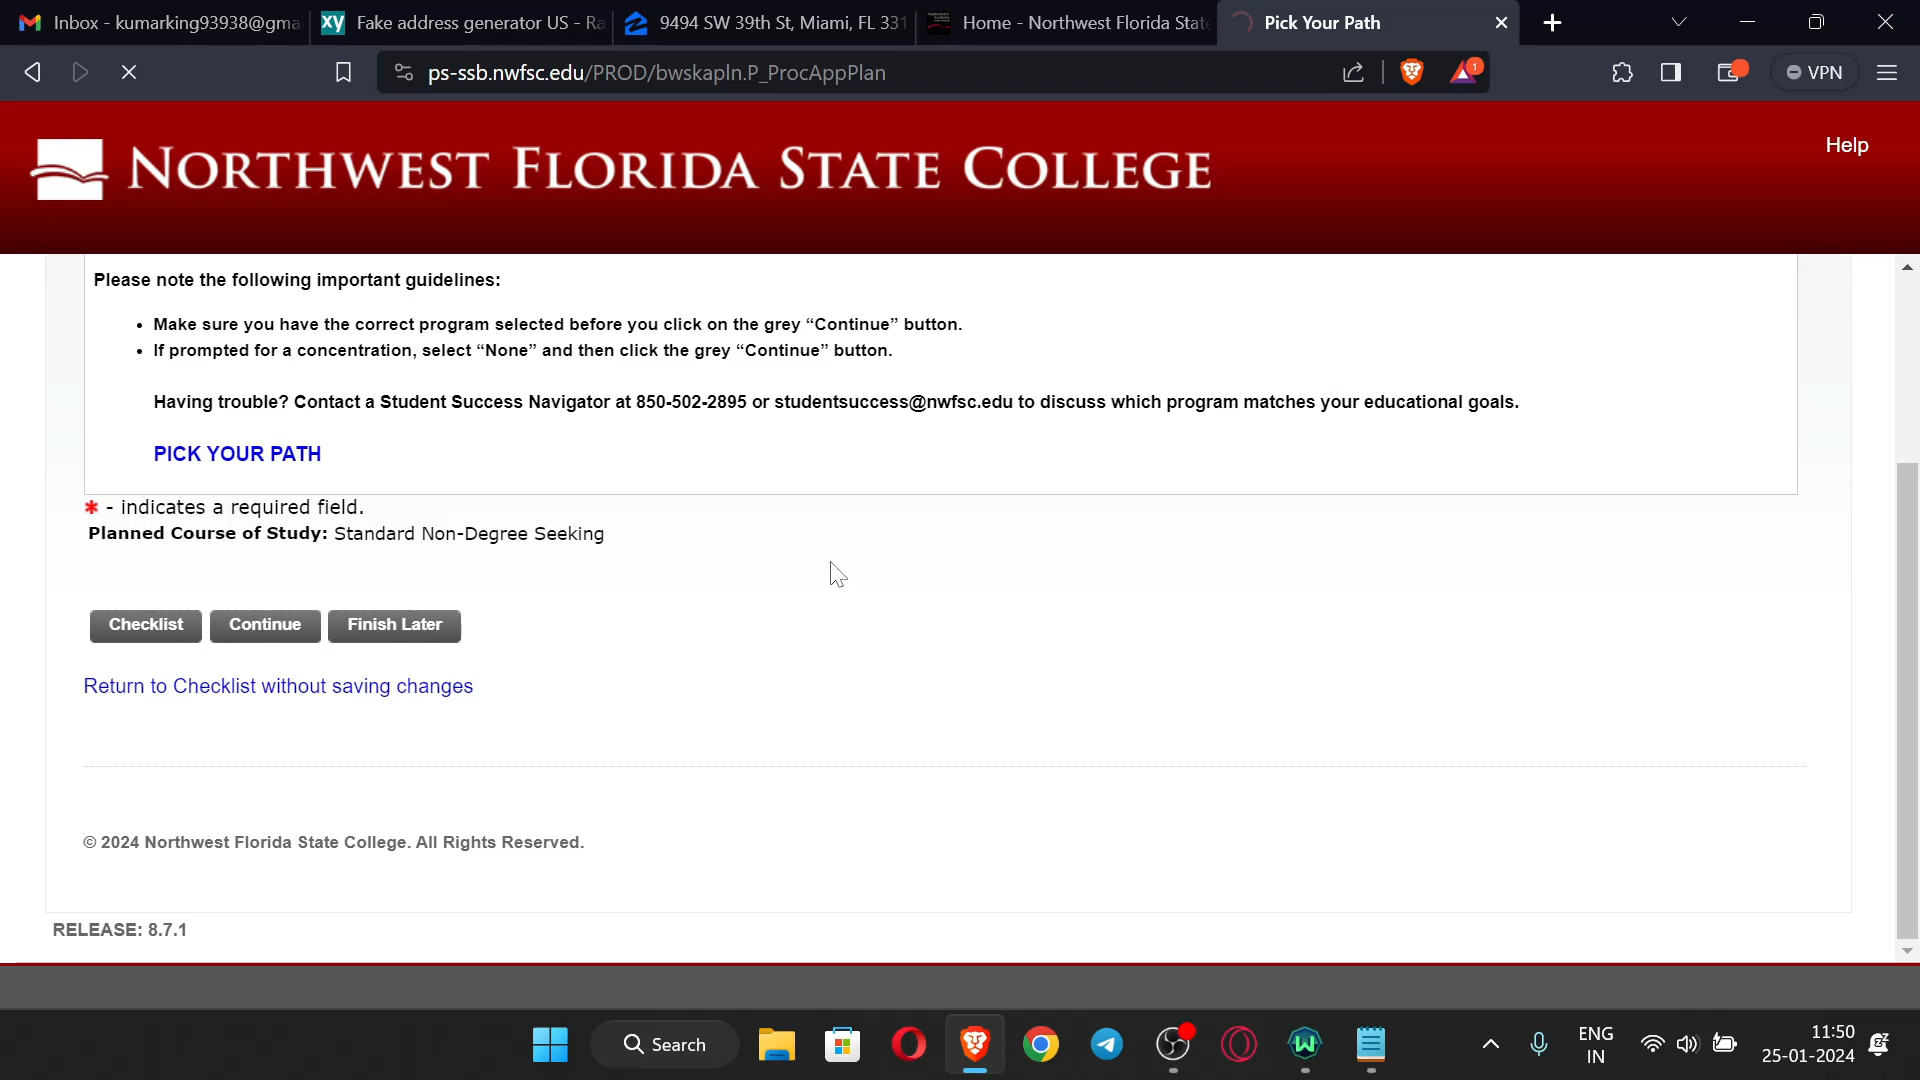 Inbox - kumarking93938@gma
Fake address generator US - Ra
9494 SW 39th St, Miami, FL 331
Home - Northwest Florida State
Pick Your Path
ps-ssb.nwfsc.edu/PROD/bwskapln.P_ProcAppPlan
1
VPN
NORTHWEST FLORIDA STATE COLLEGE
Help
Please note the following important guidelines:
• Make sure you have the correct program selected before you click on the grey “Continue” button.
• If prompted for a concentration, select “None” and then click the grey “Continue” button.
Having trouble? Contact a Student Success Navigator at 850-502-2895 or studentsuccess@nwfsc.edu to discuss which program matches your educational goals.
PICK YOUR PATH
* - indicates a required field.
Planned Course of Study: Standard Non-Degree Seeking
Checklist Continue Finish Later
Return to Checklist without saving changes
© 2024 Northwest Florida State College. All Rights Reserved.
RELEASE: 8.7.1
Search
ENG
IN
11:50
25-01-2024